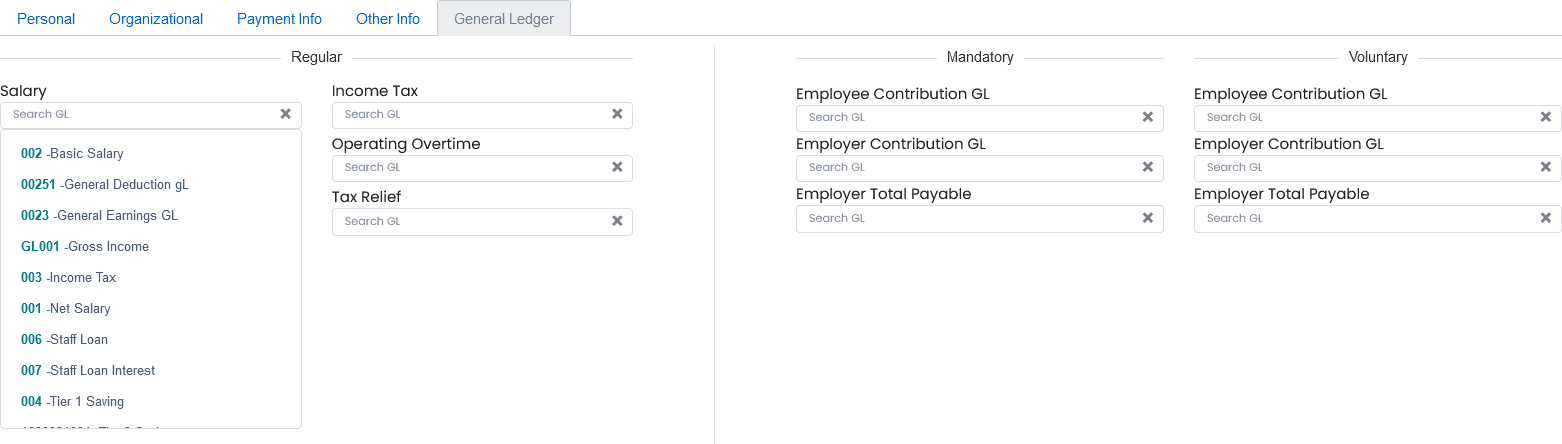 Personal Organizational Payment Info Other Info General Ledger
Regular
Salary
Search GL
002 -Basic Salary
00251 -General Deduction gL
0023 -General Earnings GL
GL001 -Gross Income
003 -Income Tax
001 -Net Salary
006 -Staff Loan
007 -Staff Loan Interest
004 -Tier 1 Saving
Income Tax
Search GL
Operating Overtime
Search GL
Tax Relief
Search GL
Mandatory
Employee Contribution GL
Search GL
Employer Contribution GL
Search GL
Employer Total Payable
Search GL
Voluntary
Employee Contribution GL
Search GL
Employer Contribution GL
Search GL
Employer Total Payable
Search GL